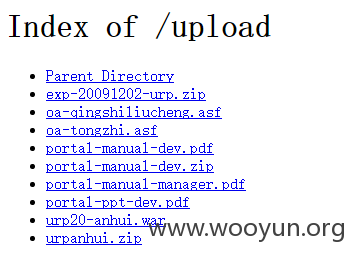 Index of /upload
Parent Directory
exp-20091202-urp.zip
oa-qingshiliucheng.asf
oa-tongzhi.asf
portal-manual-dev.pdf
portal-manual-dev.zip
portal-manual-manager.pdf
portal-ppt-dev.pdf
urp20-anhui.war
urpanhui.zip
www.wooyun.org